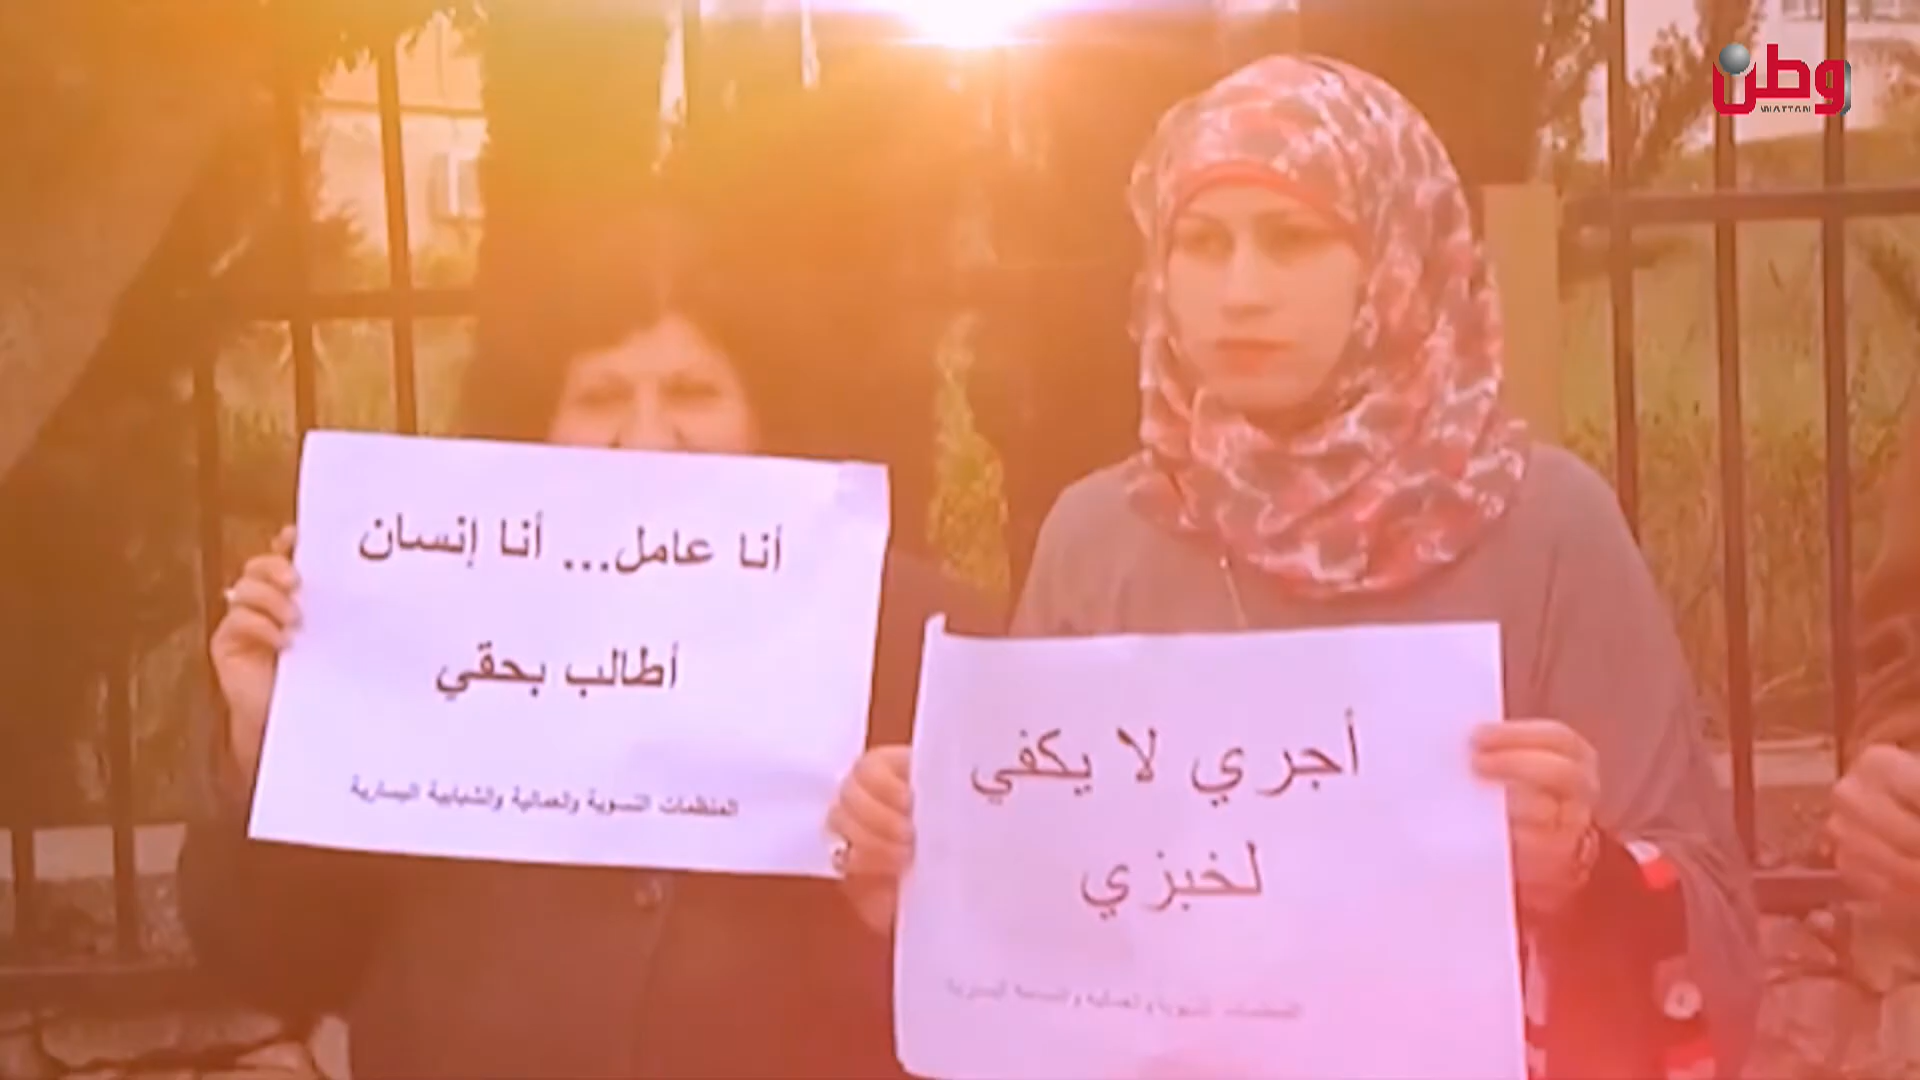 وطن
WATTAN
أنا عامل... أنا إنسان
أطالب بحقي
المنظمات النسوية والعمالية والشبابية اليسارية
أجري لا يكفي
لخبزي